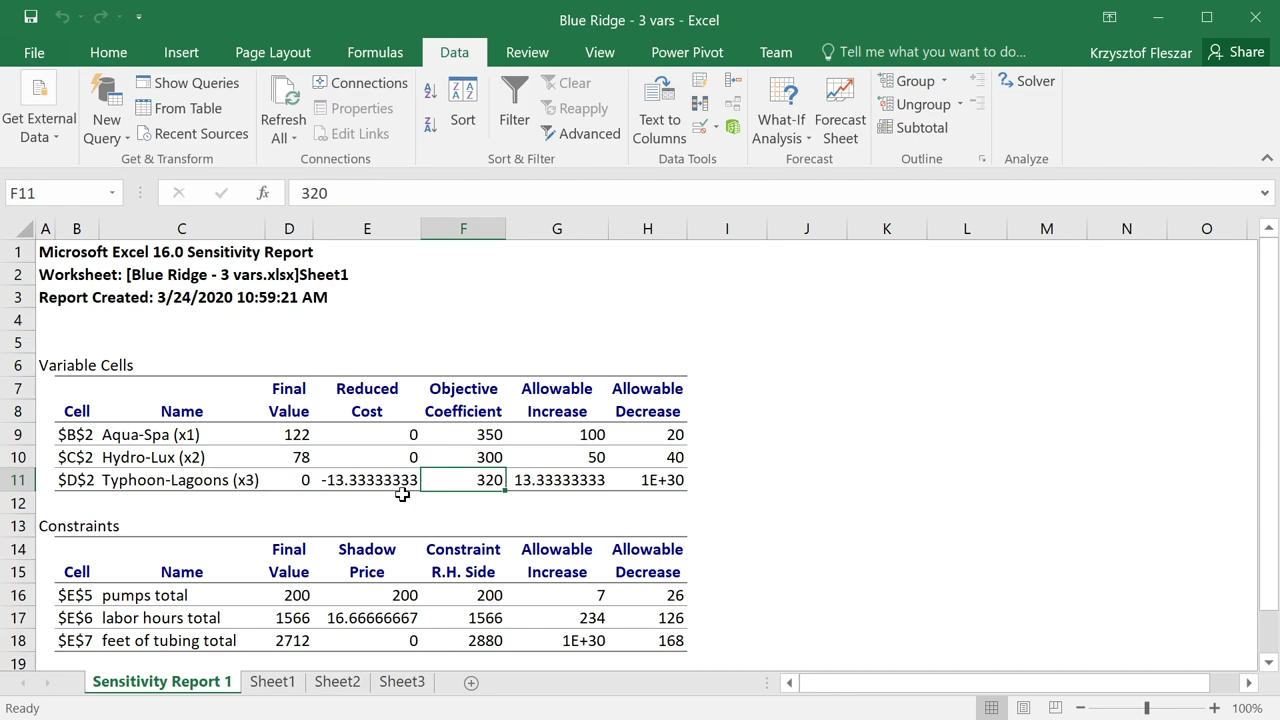 Blue Ridge - 3 vars - Excel
File Home Insert Page Layout Formulas Data Review View Power Pivot Team Tell me what you want to do... Krzysztof Fleszar Share
Get External Data
New Query
Show Queries
From Table
Recent Sources
Get & Transform
Refresh All
Connections
Properties
Edit Links
Connections
Sort
Filter
Clear
Reapply
Advanced
Sort & Filter
Text to Columns
Data Tools
What-If Analysis
Forecast Sheet
Forecast
Group
Ungroup
Subtotal
Outline
Solver
Analyze
F11 fx 320
A B C D E F G H I J K L M N O
1 Microsoft Excel 16.0 Sensitivity Report
2 Worksheet: [Blue Ridge - 3 vars.xlsx]Sheet1
3 Report Created: 3/24/2020 10:59:21 AM
4
5
6 Variable Cells
7 Final Reduced Objective Allowable Allowable
8 Cell Name Value Cost Coefficient Increase Decrease
9 $B$2 Aqua-Spa (x1) 122 0 350 100 20
10 $C$2 Hydro-Lux (x2) 78 0 300 50 40
11 $D$2 Typhoon-Lagoons (x3) 0 -13.33333333 320 13.33333333 1E+30
12
13 Constraints
14 Final Shadow Constraint Allowable Allowable
15 Cell Name Value Price R.H. Side Increase Decrease
16 $E$5 pumps total 200 200 200 7 26
17 $E$6 labor hours total 1566 16.66666667 1566 234 126
18 $E$7 feet of tubing total 2712 0 2880 1E+30 168
19
Sensitivity Report 1 Sheet1 Sheet2 Sheet3
Ready 100%